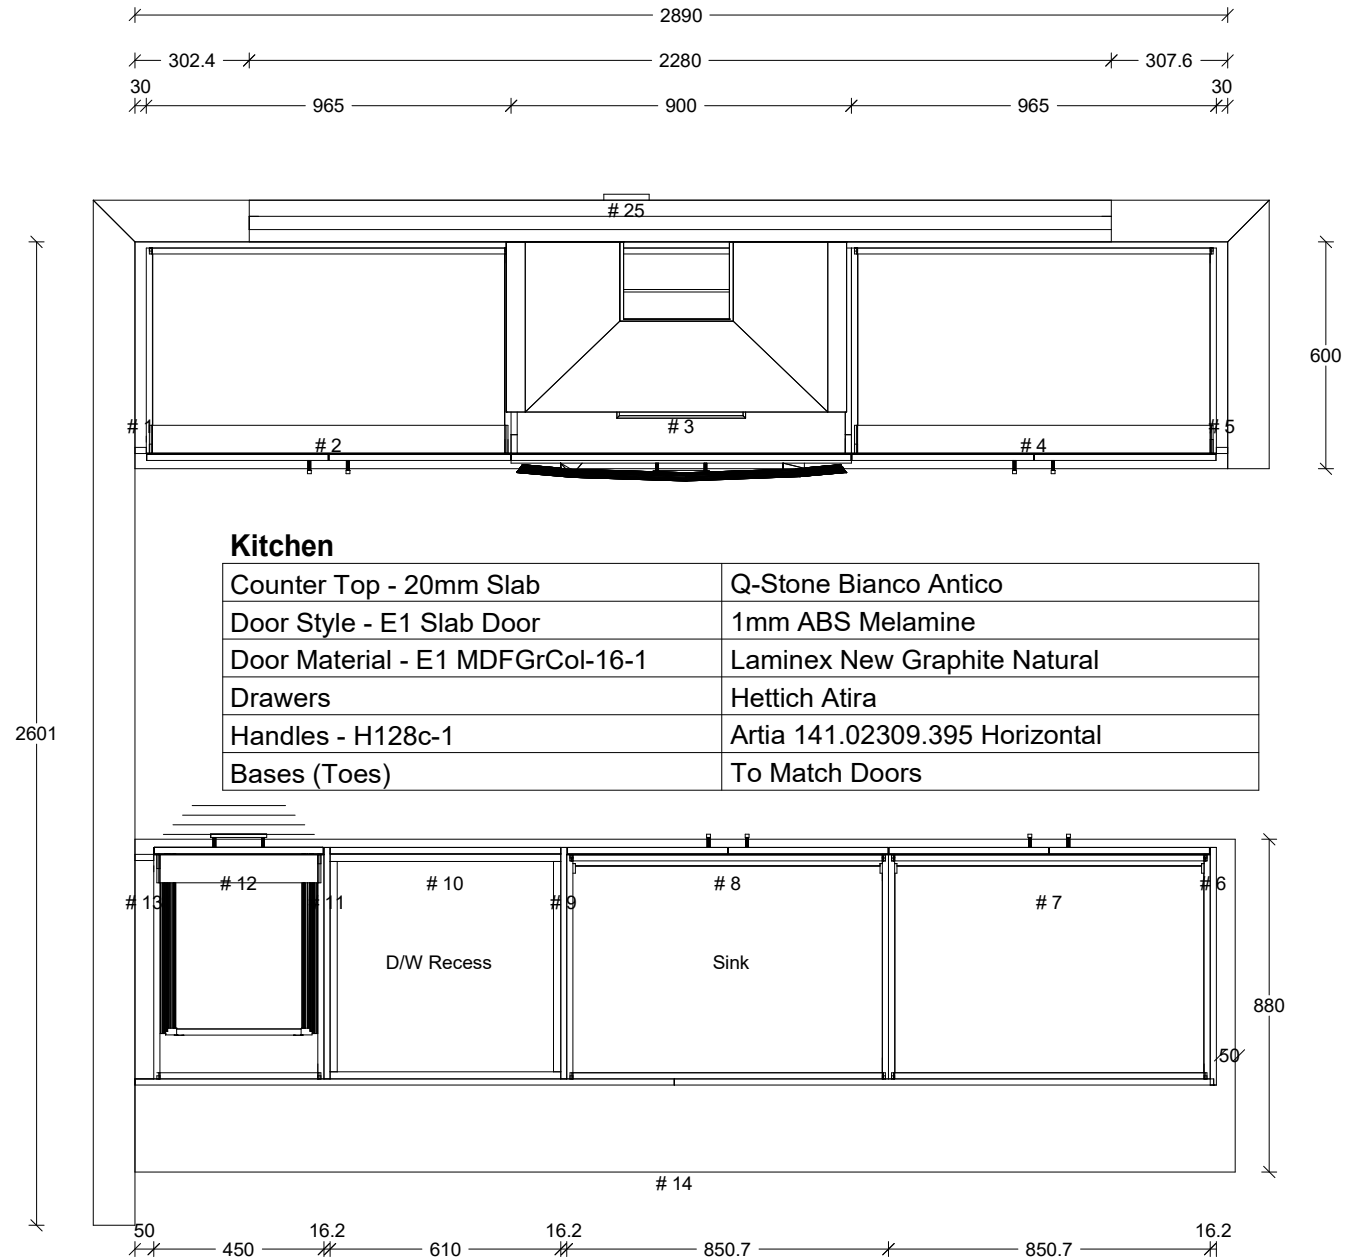 2890
302.4 2280 307.6
30 30
965 900 965
# 25
600
# 1 # 3 # 5
# 2 # 4
Kitchen
Counter Top - 20mm Slab Q-Stone Bianco Antico
Door Style - E1 Slab Door 1mm ABS Melamine
Door Material - E1 MDFGrCol-16-1 Laminex New Graphite Natural
Drawers Hettich Atira
2601
Handles - H128c-1 Artia 141.02309.395 Horizontal
Bases (Toes) To Match Doors
# 12 # 10 # 8 # 6
# 13 # 11 # 9 # 7
D/W Recess Sink
880
50
# 14
50 16.2 16.2 16.2
450 610 850.7 850.7